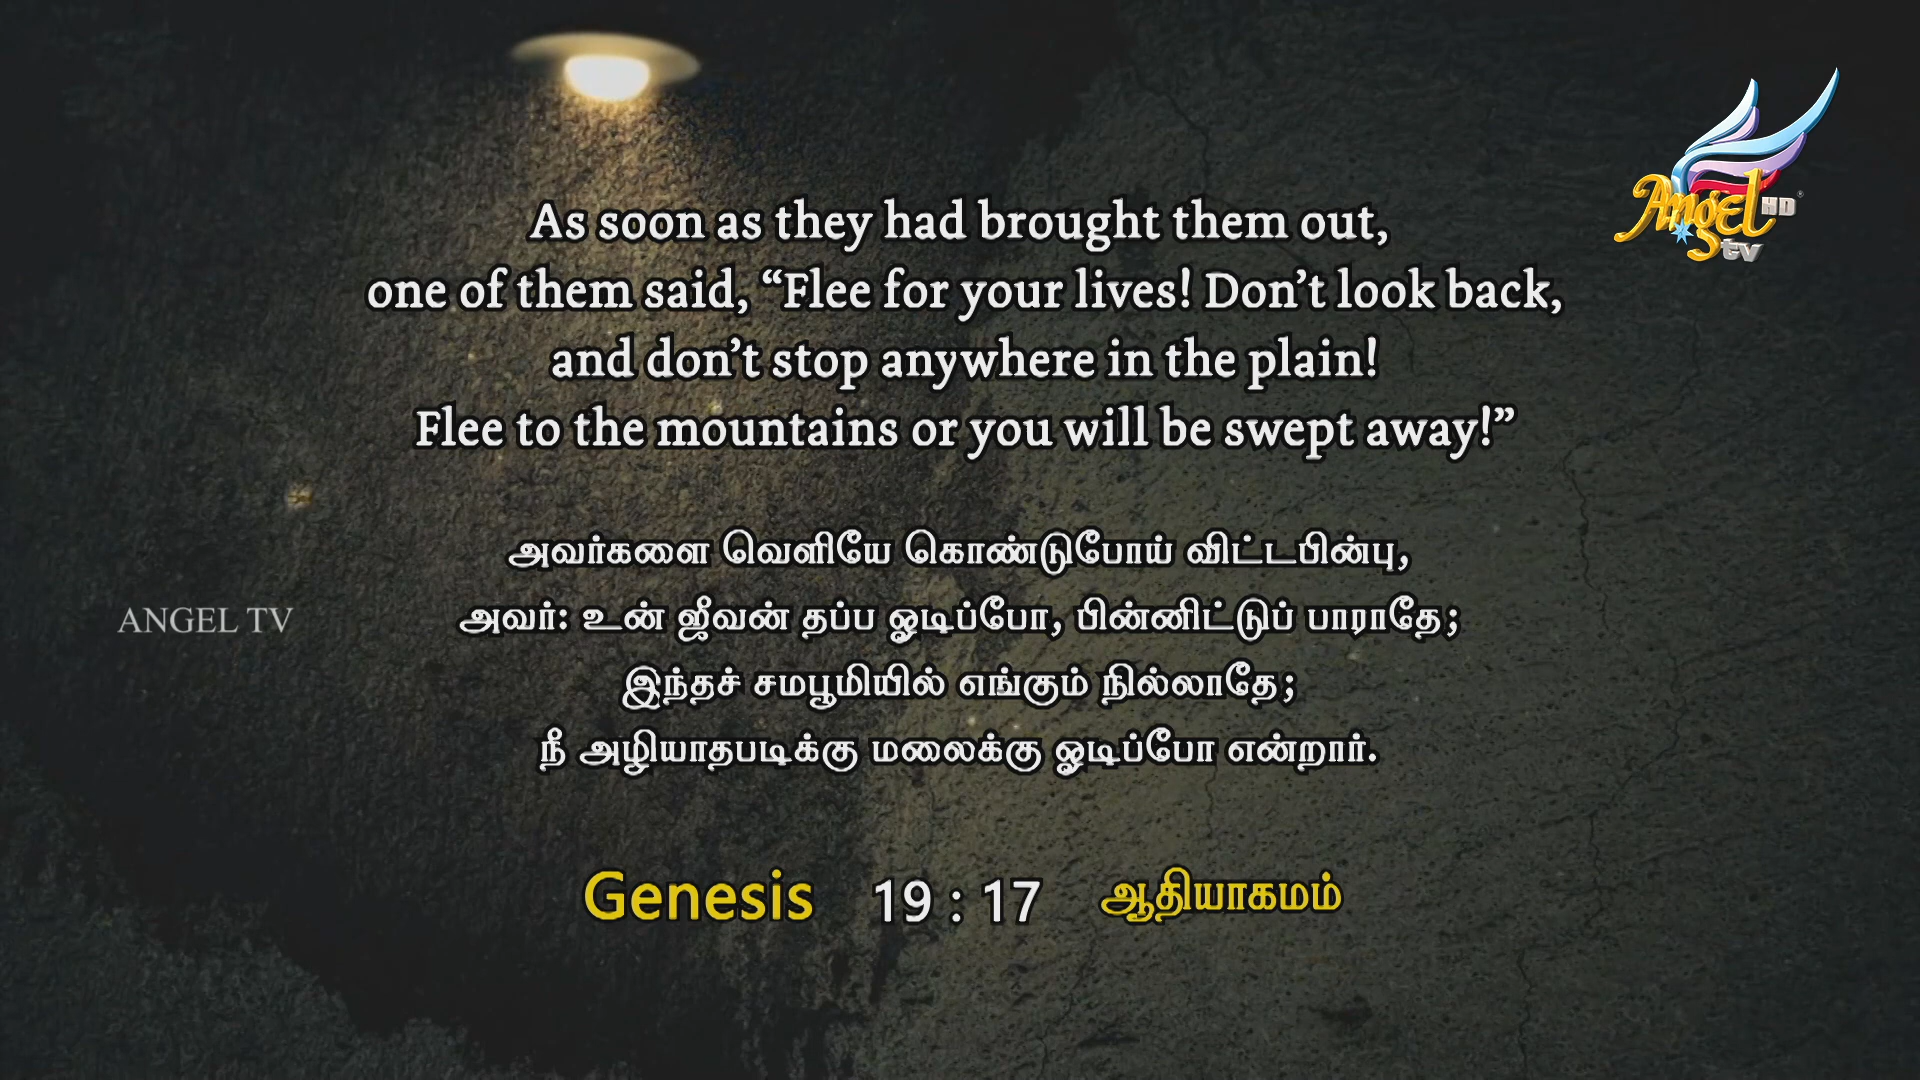 As soon as they had brought them out,
one of them said, “Flee for your lives! Don’t look back,
and don’t stop anywhere in the plain!
Flee to the mountains or you will be swept away!”
அவர்களை வெளியே கொண்டுபோய் விட்டபின்பு,
அவர்: உன் ஜீவன் தப்ப ஓடிப்போ, பின்னிட்டுப் பாராதே;
இந்தச் சமபூமியில் எங்கும் நில்லாதே;
நீ அழியாதபடிக்கு மலைக்கு ஓடிப்போ என்றார்.
Genesis 19 : 17 ஆதியாகமம்
ANGEL TV
Angel HD
tv